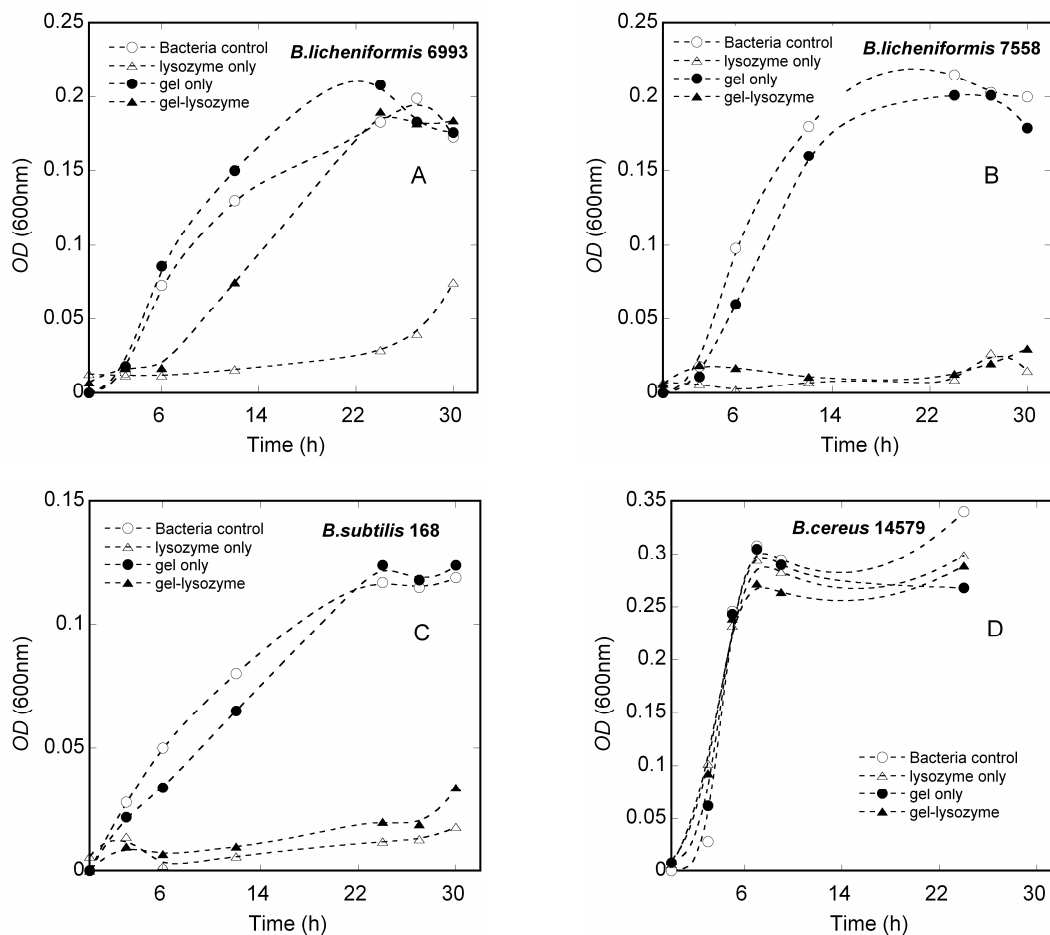 0.25
0.2
0.15
0.1
0.05
0
OD (600nm)
Bacteria control
lysozyme only
gel only
gel-lysozyme
B.licheniformis 6993
A
6
14
22
30
Time (h)
0.25
0.2
0.15
0.1
0.05
0
OD (600nm)
Bacteria control
lysozyme only
gel only
gel-lysozyme
B.licheniformis 7558
B
6
14
22
30
Time (h)
0.15
0.1
0.05
0
OD (600nm)
Bacteria control
lysozyme only
gel only
gel-lysozyme
B.subtilis 168
C
6
14
22
30
Time (h)
0.35
0.3
0.25
0.2
0.15
0.1
0.05
0
OD (600nm)
B.cereus 14579
D
Bacteria control
lysozyme only
gel only
gel-lysozyme
6
14
22
30
Time (h)